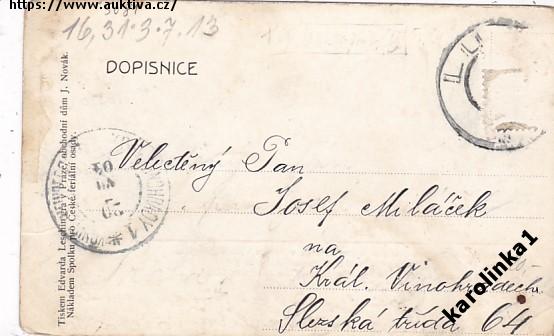 https://www.auktiva.cz/
16, 31·3·7.13
DOPISNICE
Velectěný Pan
Josef Miláček
na
Král. Vinohradech
Slezská třída 64
Tiskem Edvarda Leschingra v Praze, obchodní dům J. Novák.
Nákladem Spolku pro České feriální osady.
karolinka1